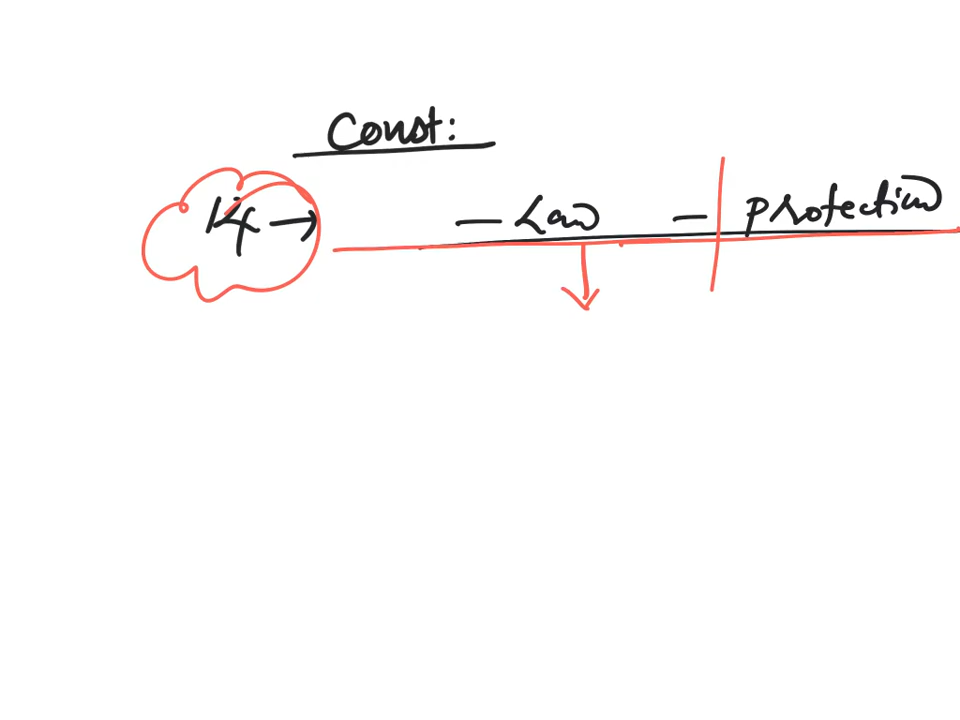 Const:
14 → — Law — Protection